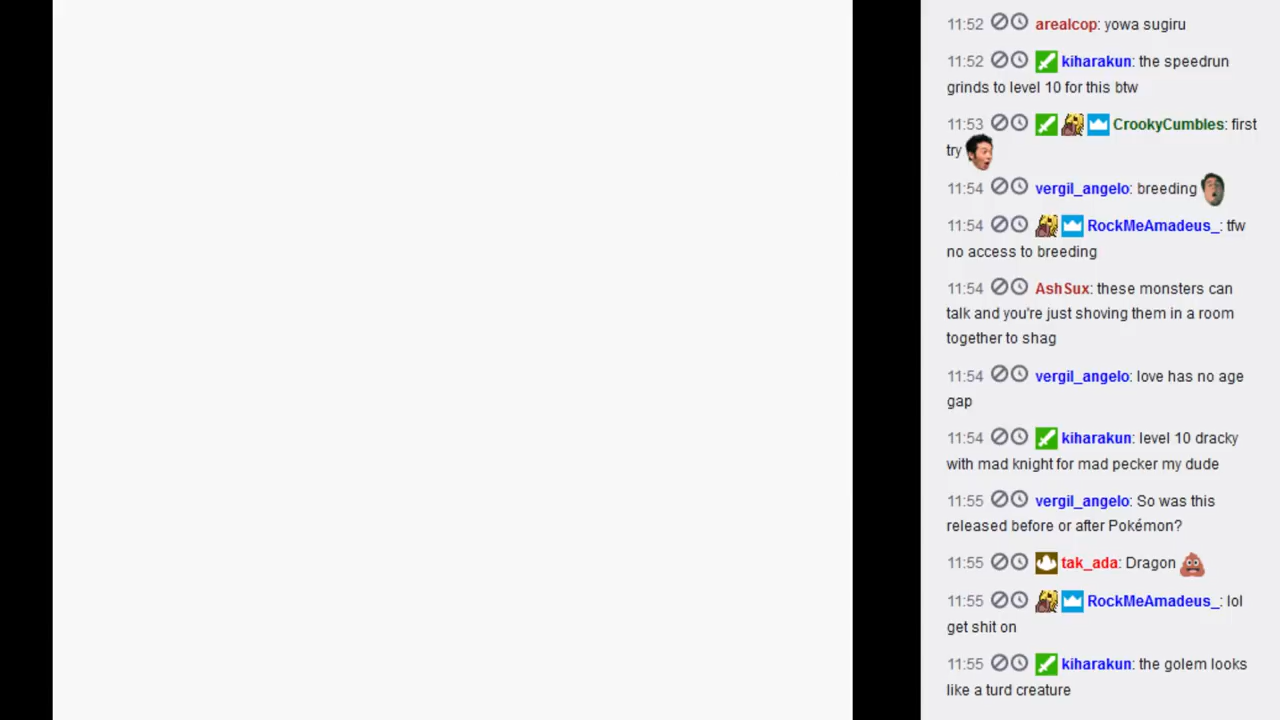 11:52 arealcop: yowa sugiru
11:52 kiharakun: the speedrun
grinds to level 10 for this btw
11:53 CrookyCumbles: first
try
11:54 vergil_angelo: breeding
11:54 RockMeAmadeus_: tfw
no access to breeding
11:54 AshSux: these monsters can
talk and you're just shoving them in a room
together to shag
11:54 vergil_angelo: love has no age
gap
11:54 kiharakun: level 10 dracky
with mad knight for mad pecker my dude
11:55 vergil_angelo: So was this
released before or after Pokémon?
11:55 tak_ada: Dragon
11:55 RockMeAmadeus_: lol
get shit on
11:55 kiharakun: the golem looks
like a turd creature